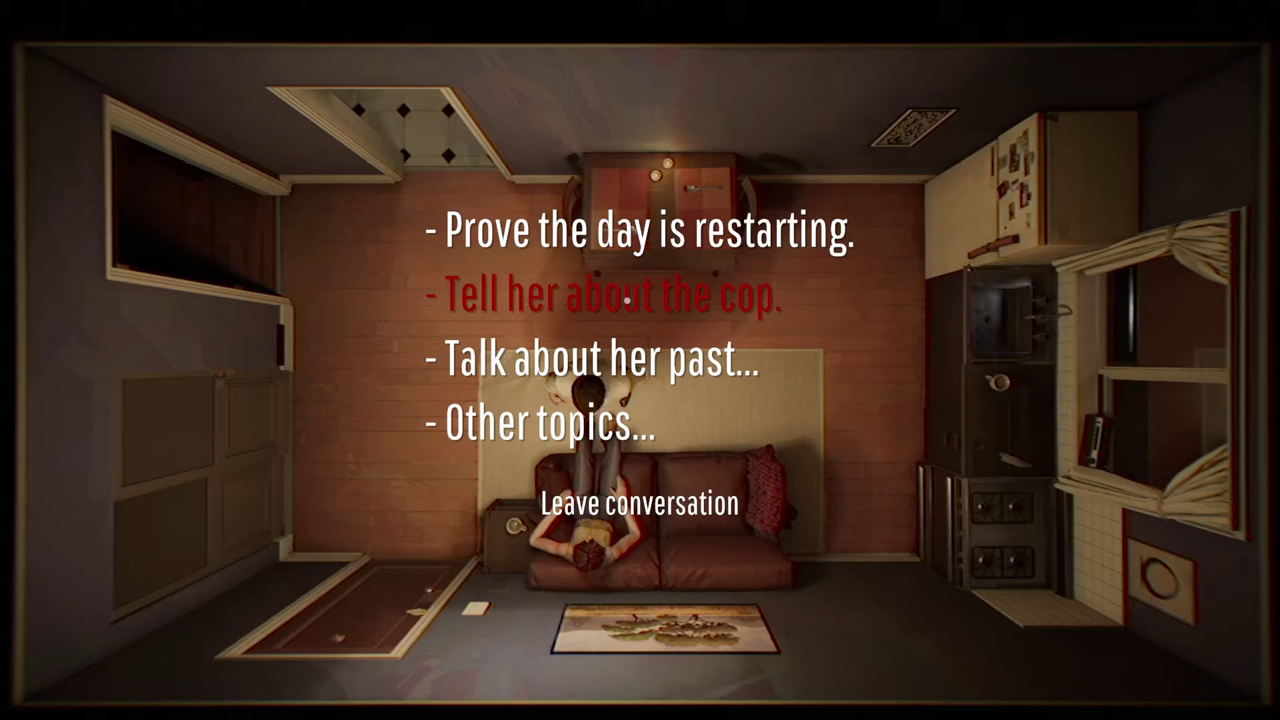 - Prove the day is restarting.
- Tell her about the cop.
- Talk about her past...
- Other topics...
Leave conversation